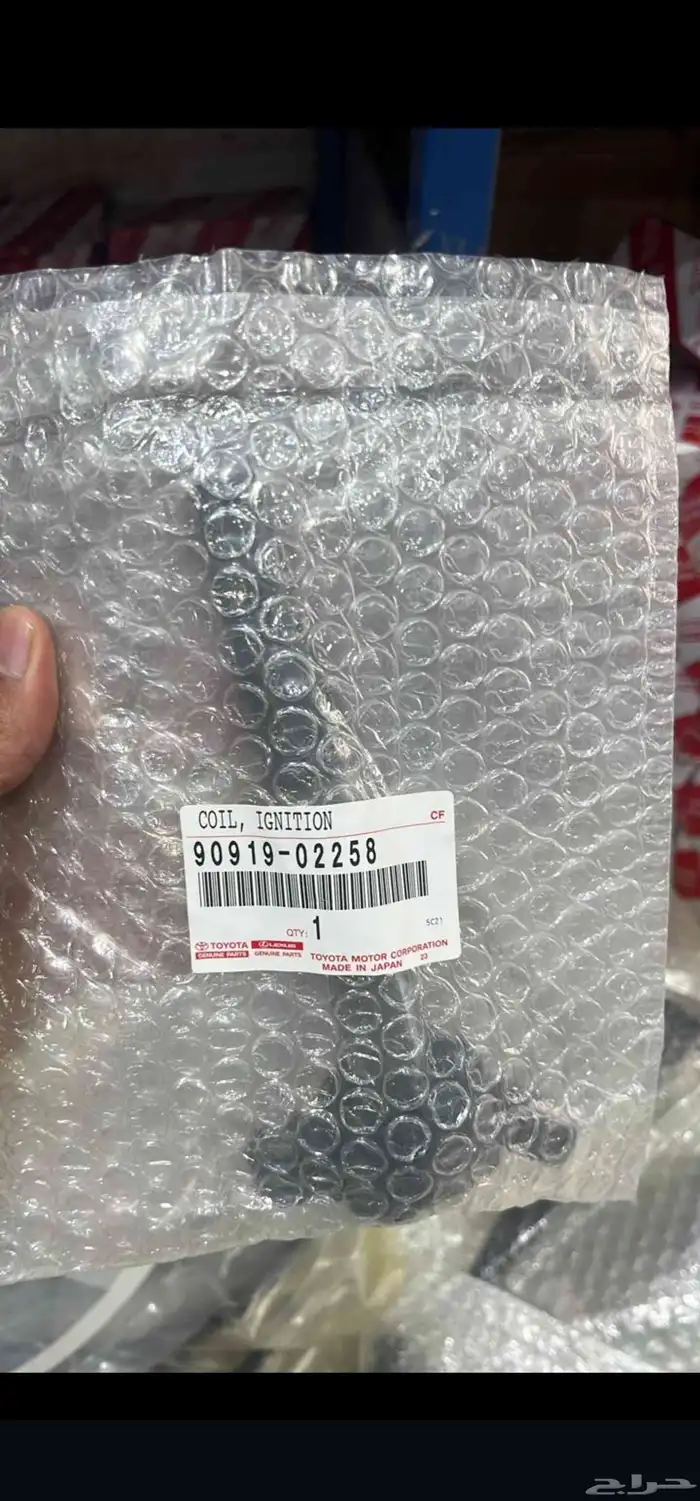 COIL, IGNITION
CF
90919-02258
QTY: 1
5C21
TOYOTA
GENUINE PARTS
LEXUS
GENUINE PARTS
TOYOTA MOTOR CORPORATION
MADE IN JAPAN 23
حراج